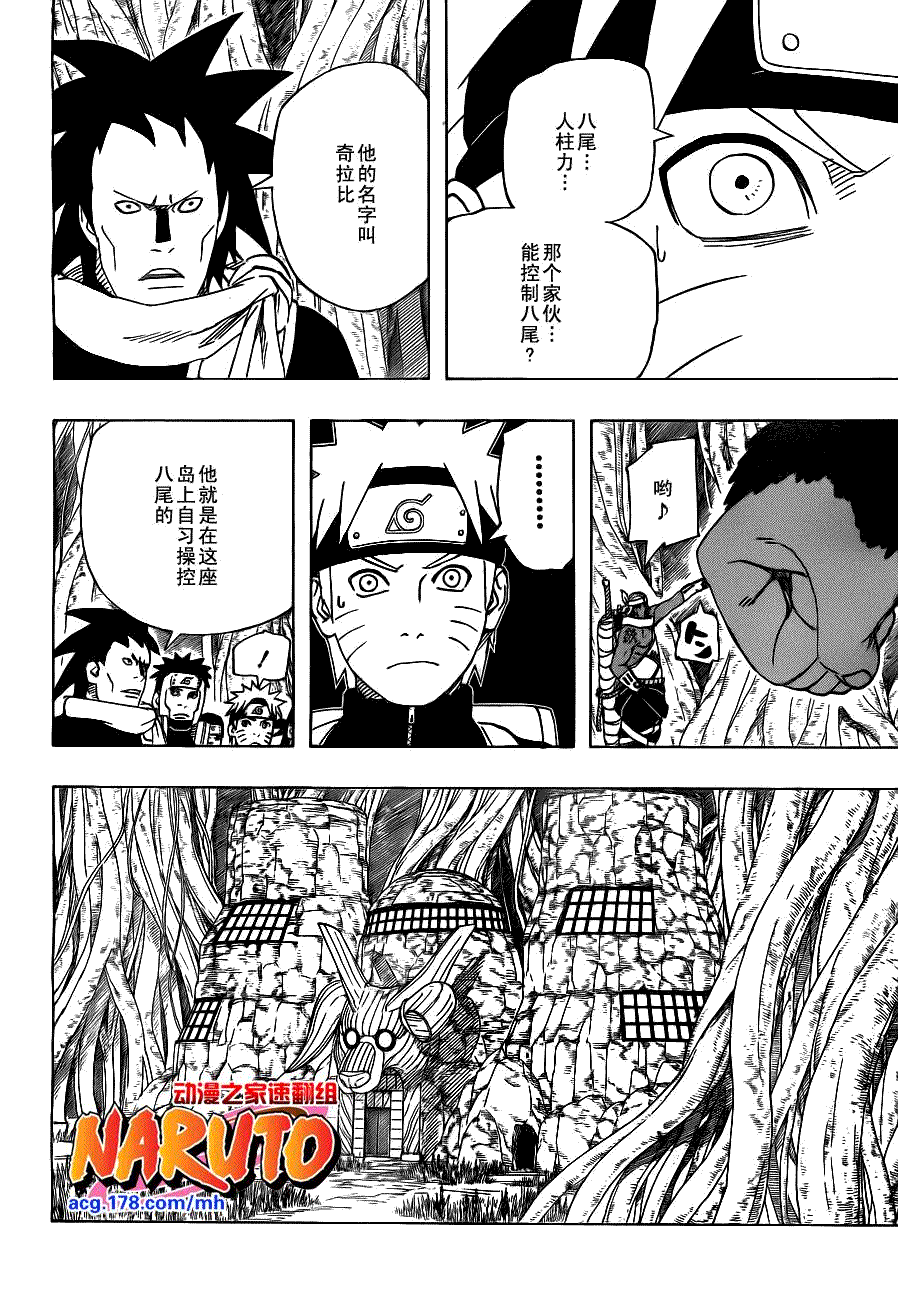 八尾…
人柱力…
那个家伙…
能控制八尾？
他的名字叫
奇拉比
哟♪
トン
………
他就是在这座
岛上自习操控
八尾的
！
动漫之家速翻组
NARUTO
acg.178.com/mh